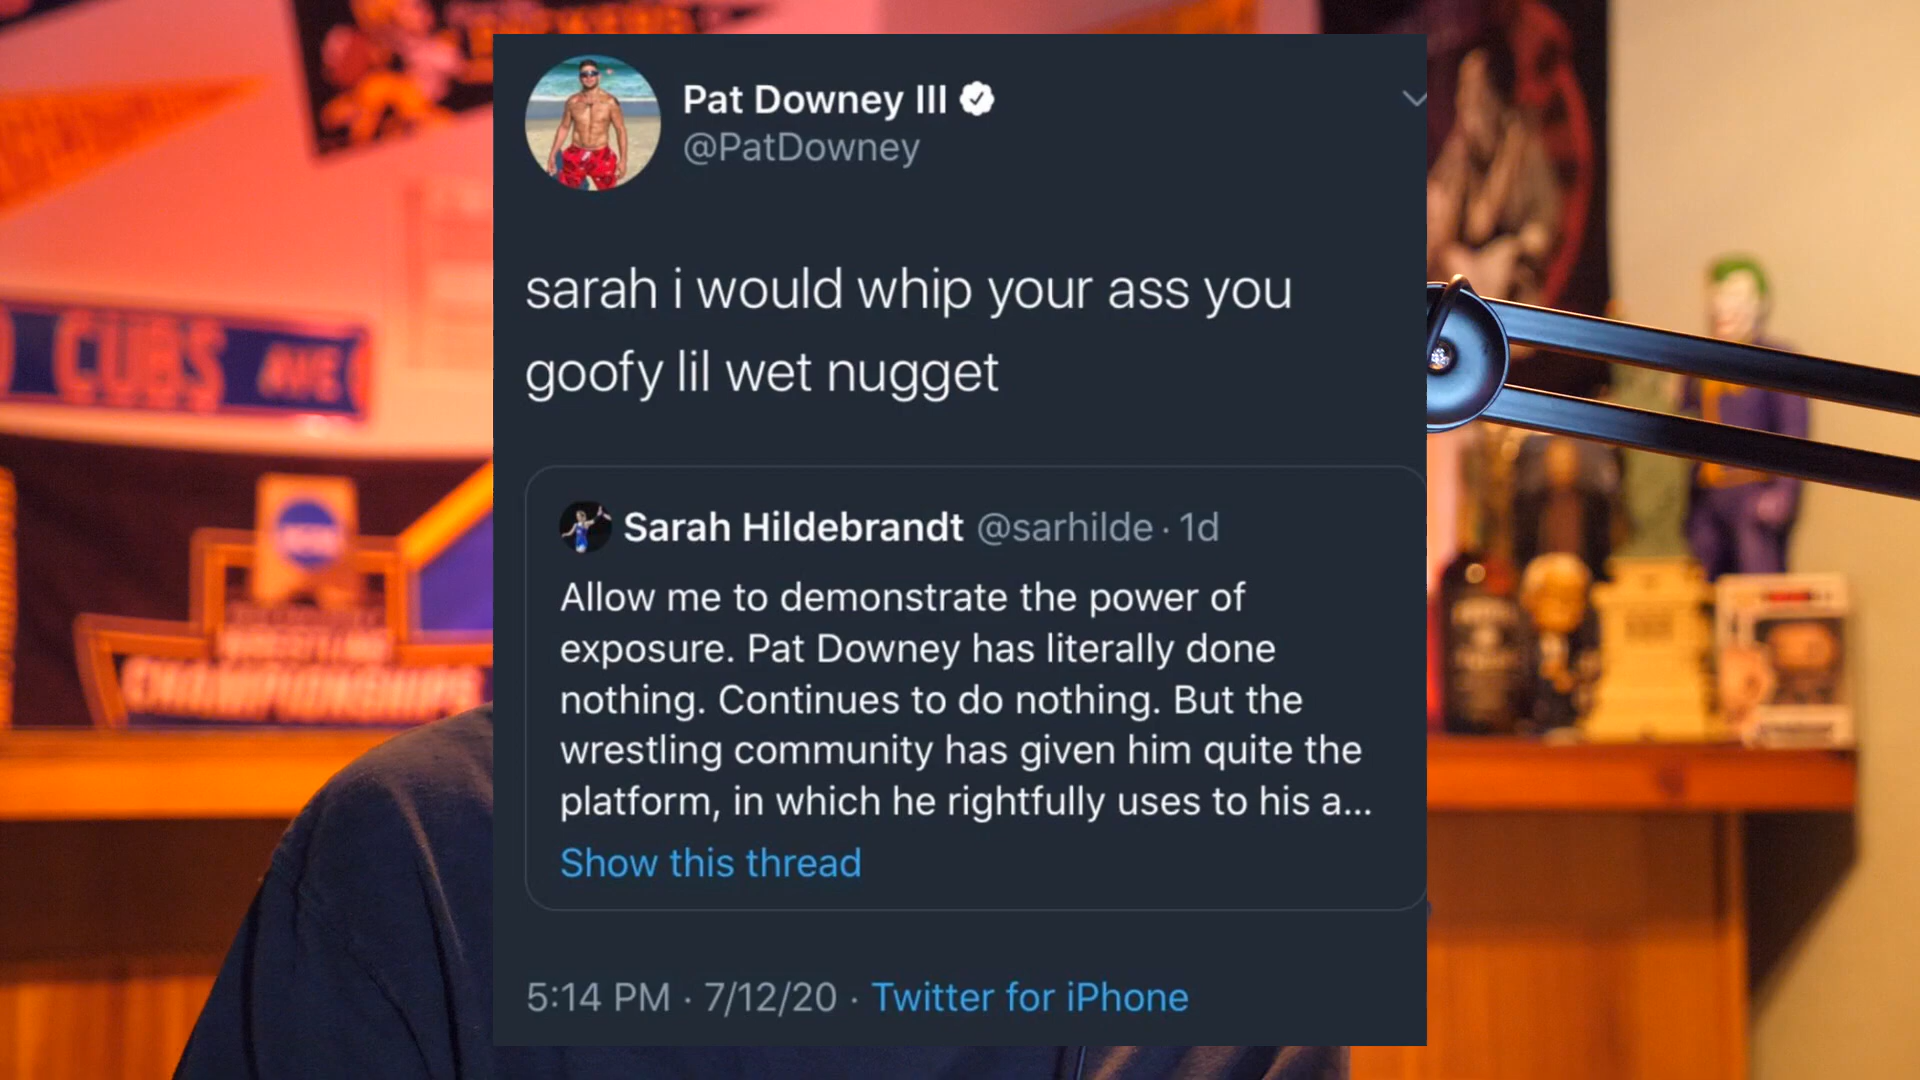 Pat Downey III
@PatDowney
sarah i would whip your ass you
goofy lil wet nugget
Sarah Hildebrandt @sarhilde · 1d
Allow me to demonstrate the power of
exposure. Pat Downey has literally done
nothing. Continues to do nothing. But the
wrestling community has given him quite the
platform, in which he rightfully uses to his a...
Show this thread
5:14 PM · 7/12/20 · Twitter for iPhone
CUBS AVE
WRESTLING
CHAMPIONSHIPS